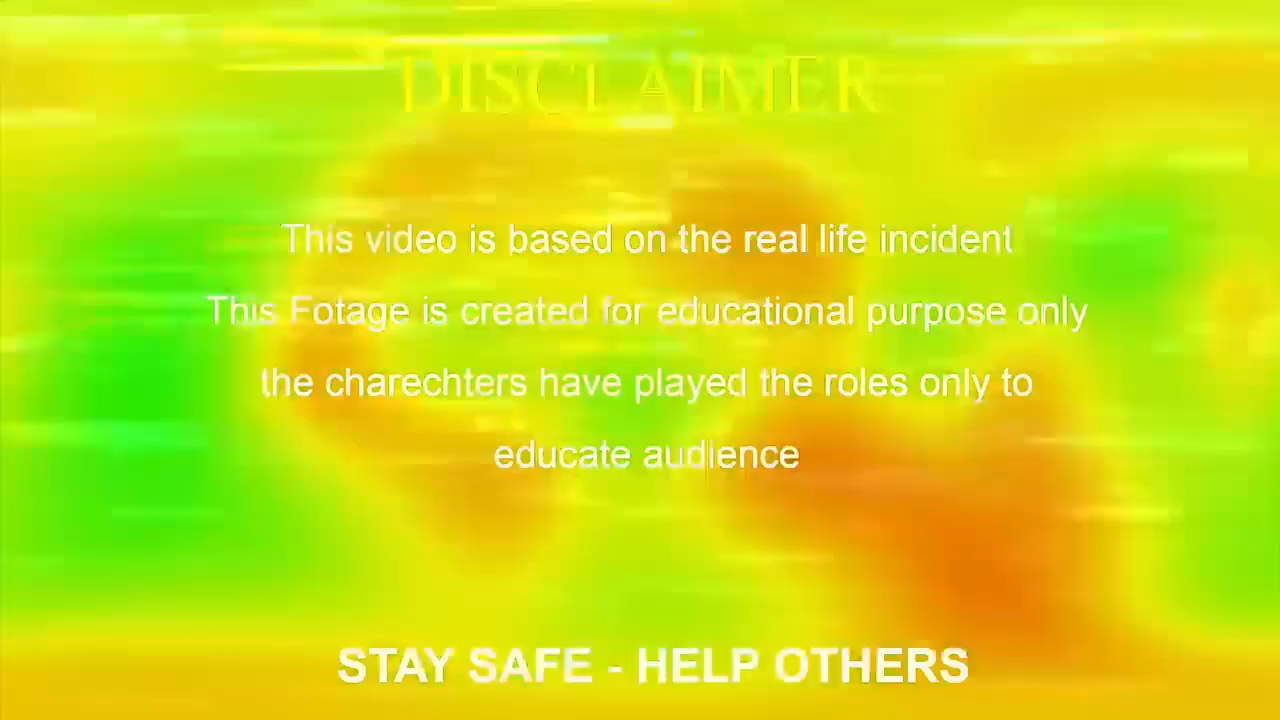 DISCLAIMER
This video is based on the real life incident
This Fotage is created for educational purpose only
the charechters have played the roles only to
educate audience
STAY SAFE - HELP OTHERS